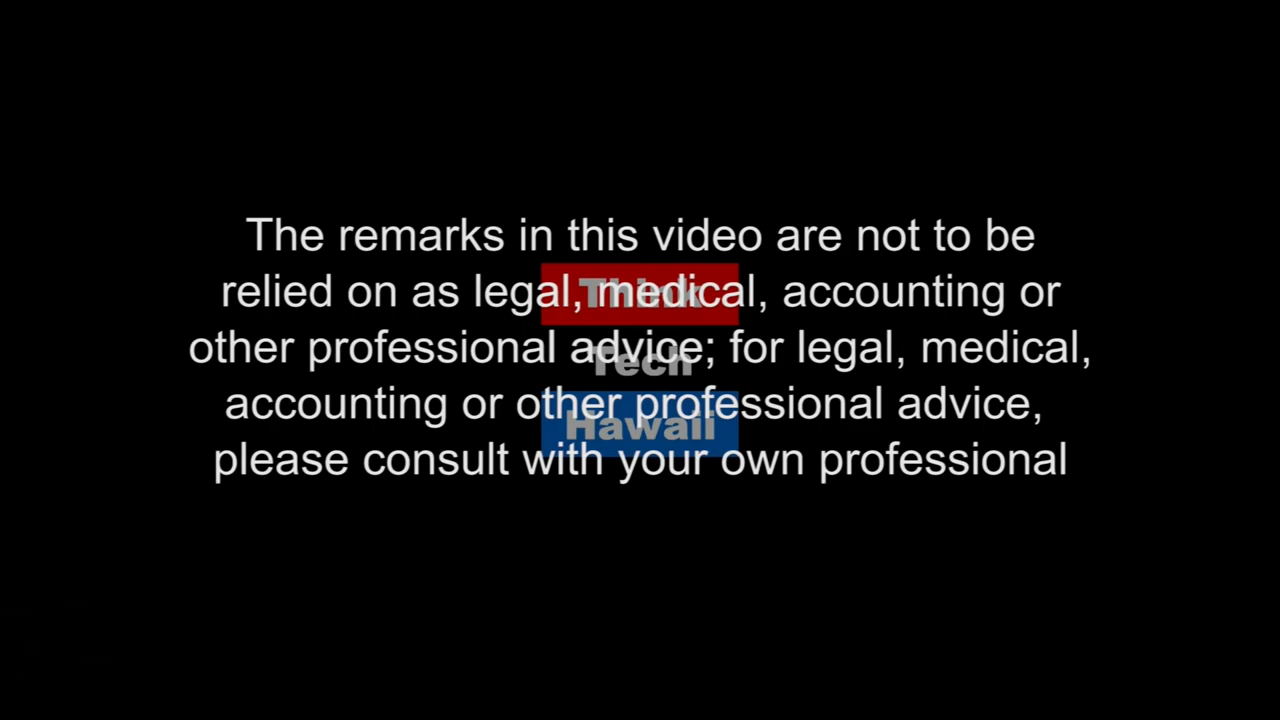 The remarks in this video are not to be
relied on as legal, medical, accounting or
other professional advice; for legal, medical,
accounting or other professional advice,
please consult with your own professional
Think
Tech
Hawaii